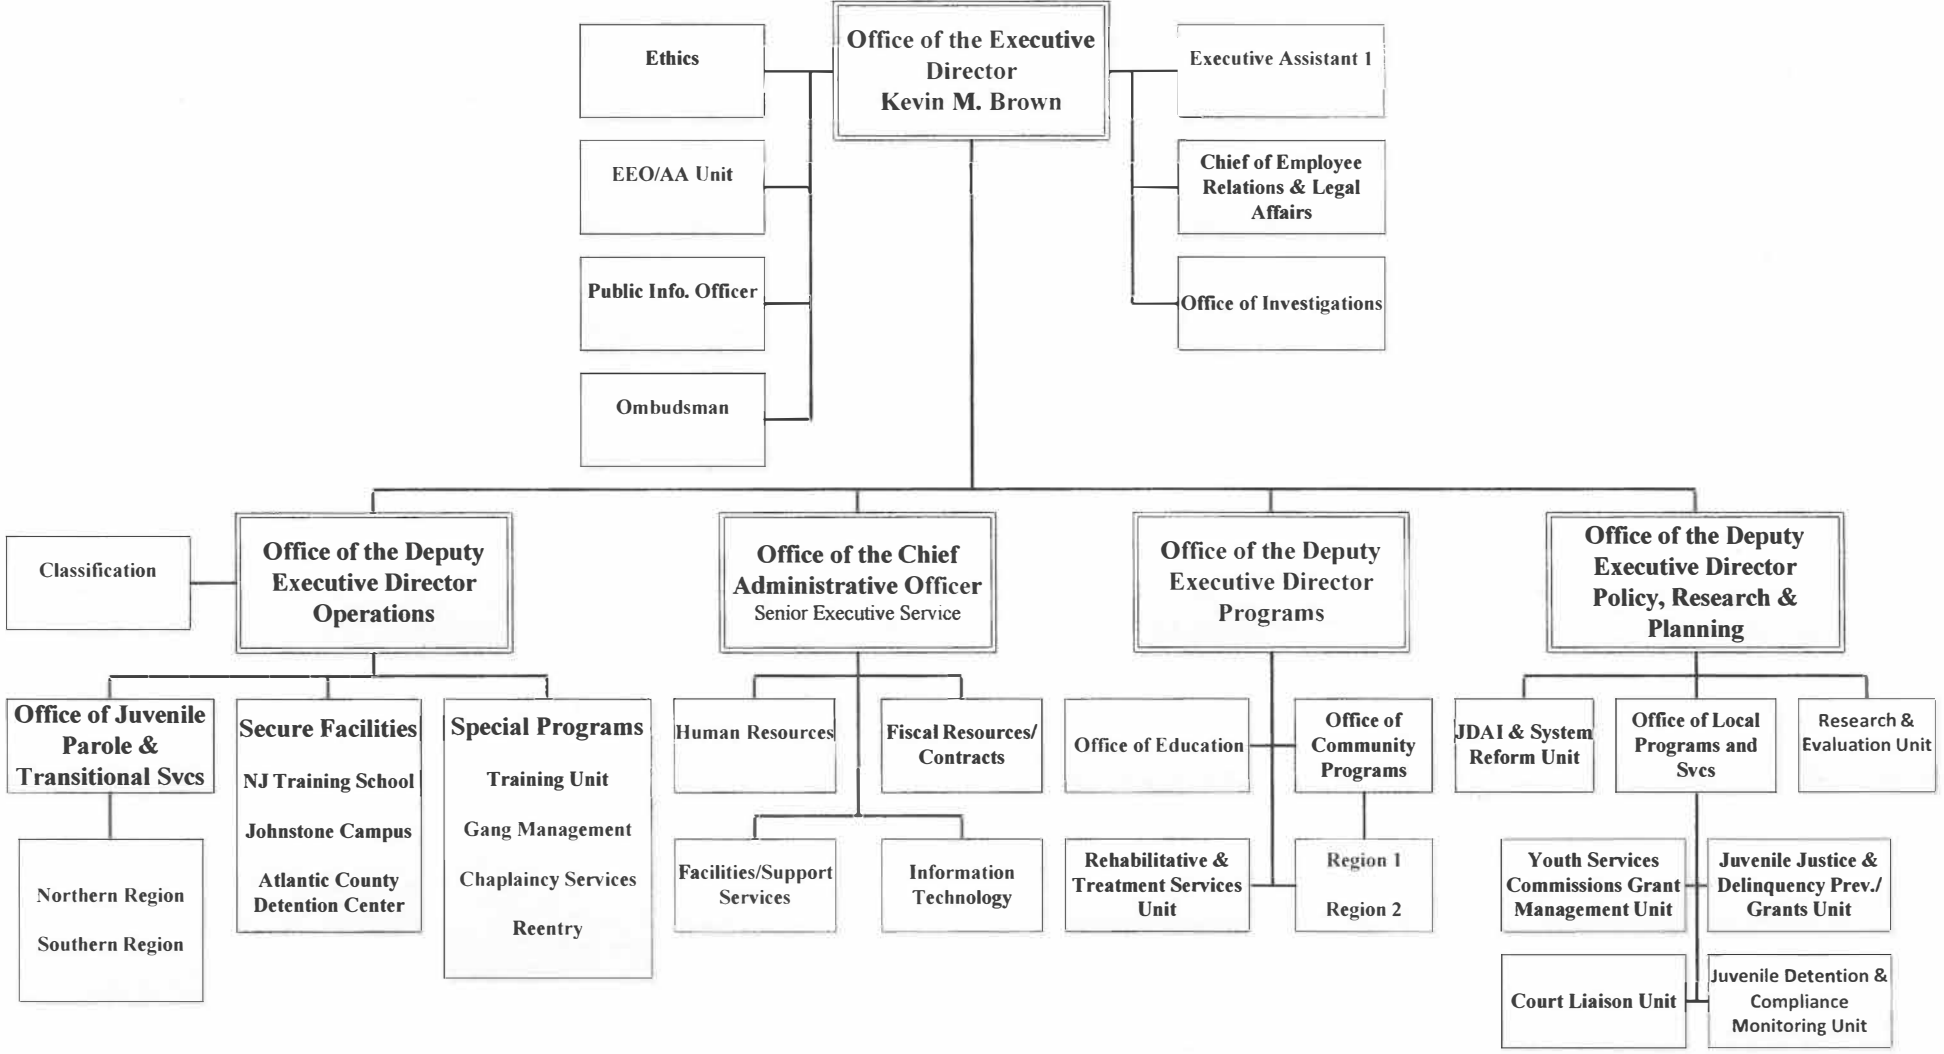 Ethics
Office of the Executive
Director
Kevin M. Brown
Executive Assistant 1
EEO/AA Unit
Chief of Employee
Relations & Legal
Affairs
Public Info. Officer
Office of Investigations
Ombudsman
Classification
Office of the Deputy
Executive Director
Operations
Office of the Chief
Administrative Officer
Senior Executive Service
Office of the Deputy
Executive Director
Programs
Office of the Deputy
Executive Director
Policy, Research &
Planning
Office of Juvenile
Parole &
Transitional Svcs
Northern Region
Southern Region
Secure Facilities
NJ Training School
Johnstone Campus
Atlantic County
Detention Center
Special Programs
Training Unit
Gang Management
Chaplaincy Services
Reentry
Human Resources
Fiscal Resources/
Contracts
Facilities/Support
Services
Information
Technology
Office of Education
Office of
Community
Programs
Rehabilitative &
Treatment Services
Unit
Region 1
Region 2
JDAI & System
Reform Unit
Office of Local
Programs and
Svcs
Research &
Evaluation Unit
Youth Services
Commissions Grant
Management Unit
Juvenile Justice &
Delinquency Prev./
Grants Unit
Court Liaison Unit
Juvenile Detention &
Compliance
Monitoring Unit